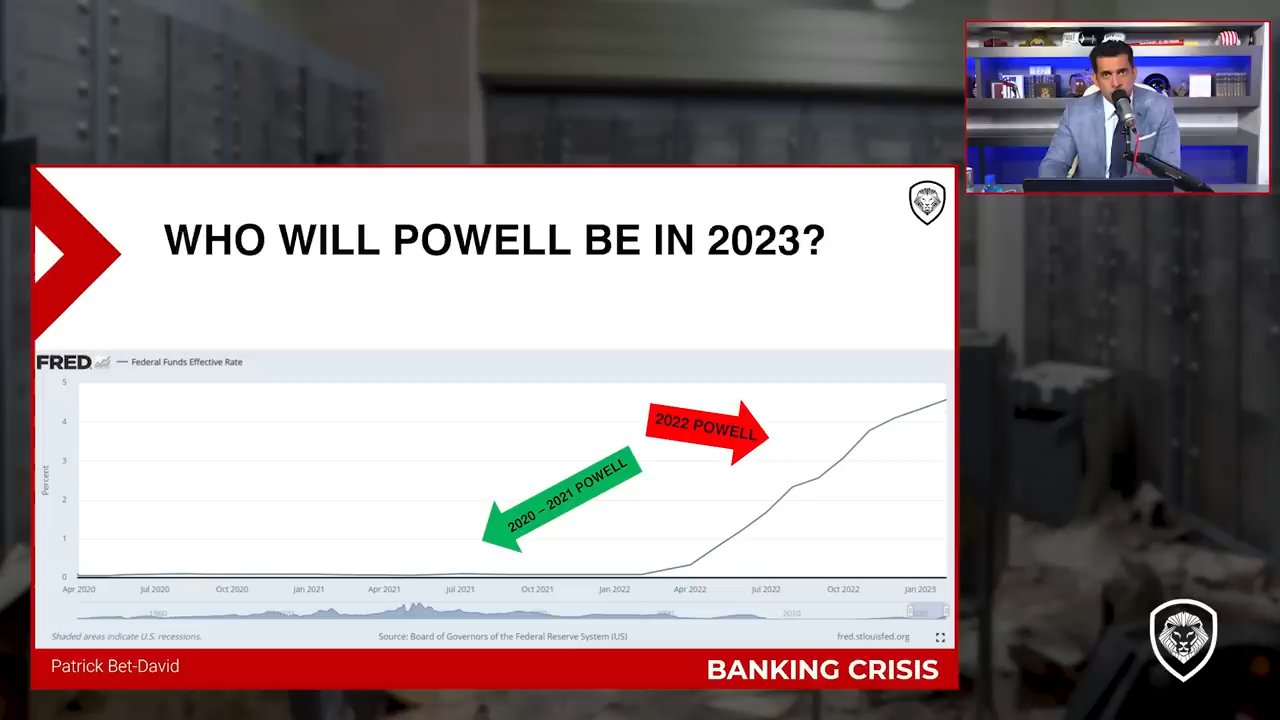 WHO WILL POWELL BE IN 2023?
FRED
Federal Funds Effective Rate
5
4
3
2
1
0
Percent
2022 POWELL
2020 – 2021 POWELL
Apr 2020 Jul 2020 Oct 2020 Jan 2021 Apr 2021 Jul 2021 Oct 2021 Jan 2022 Apr 2022 Jul 2022 Oct 2022 Jan 2023
1960 2010 2020
Shaded areas indicate U.S. recessions. Source: Board of Governors of the Federal Reserve System (US) fred.stlouisfed.org
Patrick Bet-David BANKING CRISIS